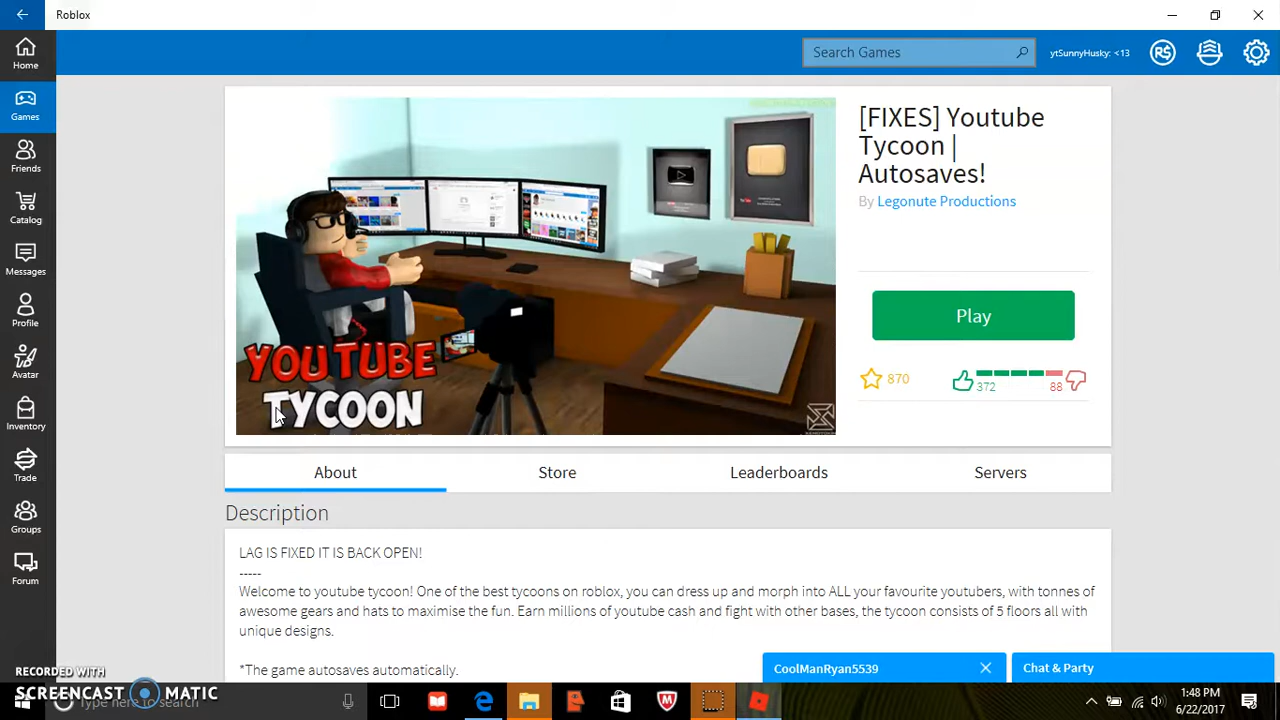 Roblox
Search Games
ytSunnyHusky: <13
R$
Home
Games
Friends
Catalog
Messages
Profile
Avatar
Inventory
Trade
Groups
Forum
YOUTUBE
TYCOON
[FIXES] Youtube
Tycoon |
Autosaves!
By Legonute Productions
Play
870
372
88
About
Store
Leaderboards
Servers
Description
LAG IS FIXED IT IS BACK OPEN!
-----
Welcome to youtube tycoon! One of the best tycoons on roblox, you can dress up and morph into ALL your favourite youtubers, with tonnes of
awesome gears and hats to maximise the fun. Earn millions of youtube cash and fight with other bases, the tycoon consists of 5 floors all with
unique designs.
*The game autosaves automatically.
CoolManRyan5539
Chat & Party
RECORDED WITH
SCREENCAST MATIC
Type here to search
1:48 PM
6/22/2017